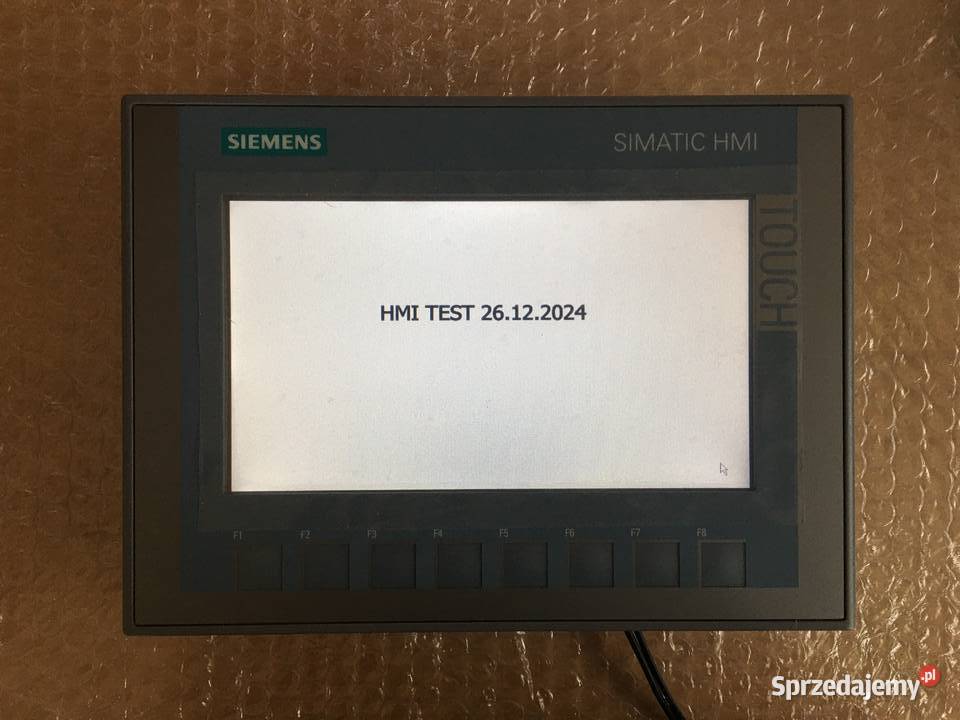 SIEMENS
SIMATIC HMI
TOUCH
HMI TEST 26.12.2024
F1 F2 F3 F4 F5 F6 F7 F8
Sprzedajemy.pl